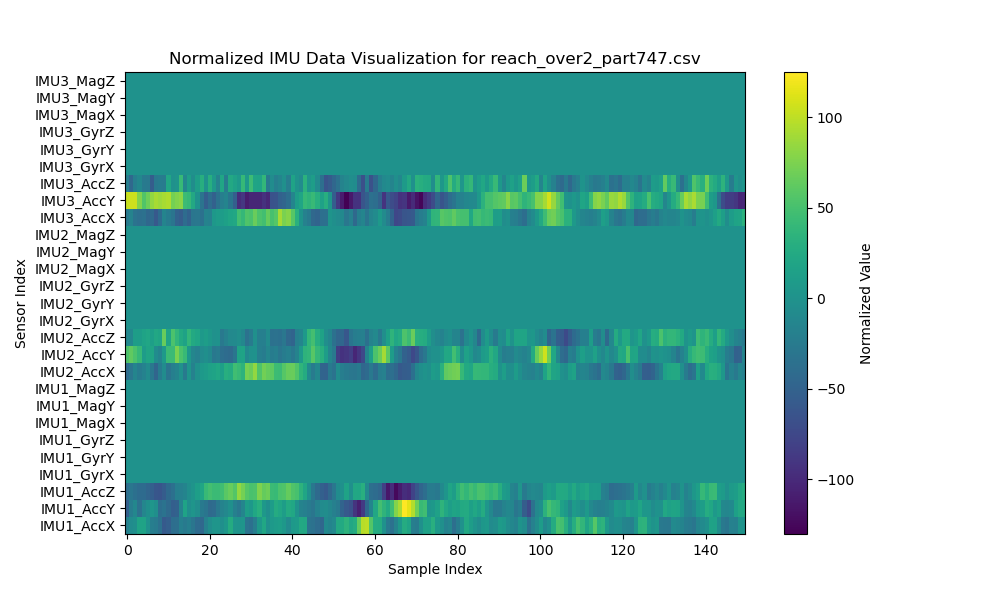 Normalized IMU Data Visualization for reach_over2_part747.csv
IMU3_MagZ
IMU3_MagY
IMU3_MagX
IMU3_GyrZ
IMU3_GyrY
IMU3_GyrX
IMU3_AccZ
IMU3_AccY
IMU3_AccX
IMU2_MagZ
IMU2_MagY
IMU2_MagX
IMU2_GyrZ
IMU2_GyrY
IMU2_GyrX
IMU2_AccZ
IMU2_AccY
IMU2_AccX
IMU1_MagZ
IMU1_MagY
IMU1_MagX
IMU1_GyrZ
IMU1_GyrY
IMU1_GyrX
IMU1_AccZ
IMU1_AccY
IMU1_AccX
Sensor Index
0 20 40 60 80 100 120 140
Sample Index
100
50
0
−50
−100
Normalized Value